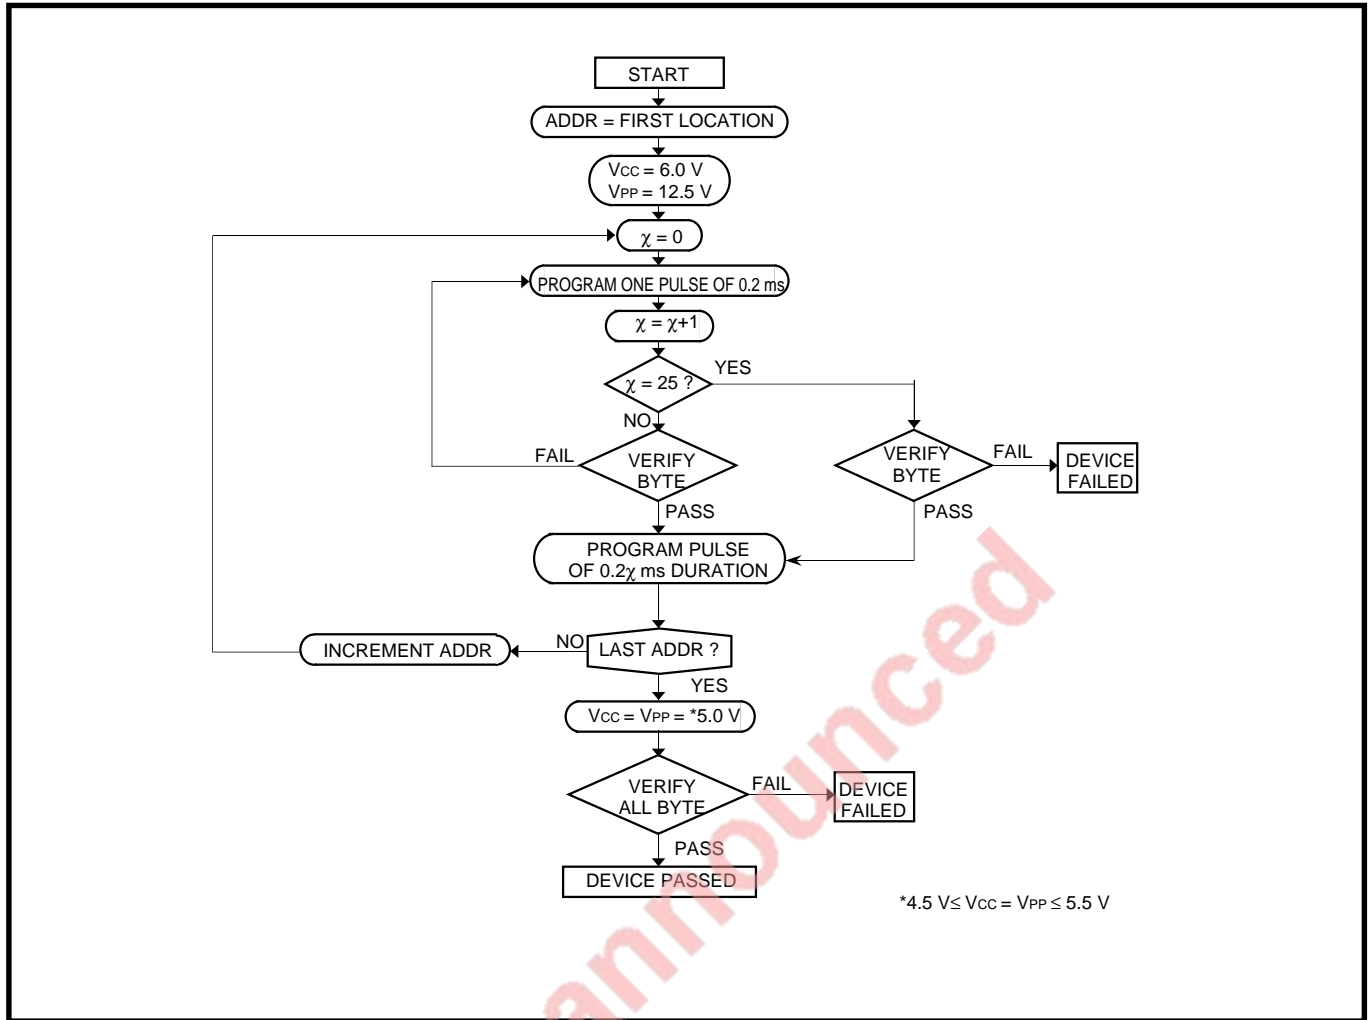 START
ADDR = FIRST LOCATION
VCC = 6.0 V
VPP = 12.5 V
χ = 0
PROGRAM ONE PULSE OF 0.2 ms
χ = χ+1
χ = 25 ?
YES
NO
FAIL
VERIFY
BYTE
PASS
VERIFY
BYTE
FAIL
DEVICE
FAILED
PASS
PROGRAM PULSE
OF 0.2χ ms DURATION
INCREMENT ADDR
NO
LAST ADDR ?
YES
VCC = VPP = *5.0 V
VERIFY
ALL BYTE
FAIL
DEVICE
FAILED
PASS
DEVICE PASSED
*4.5 V≤ VCC = VPP ≤ 5.5 V
announced